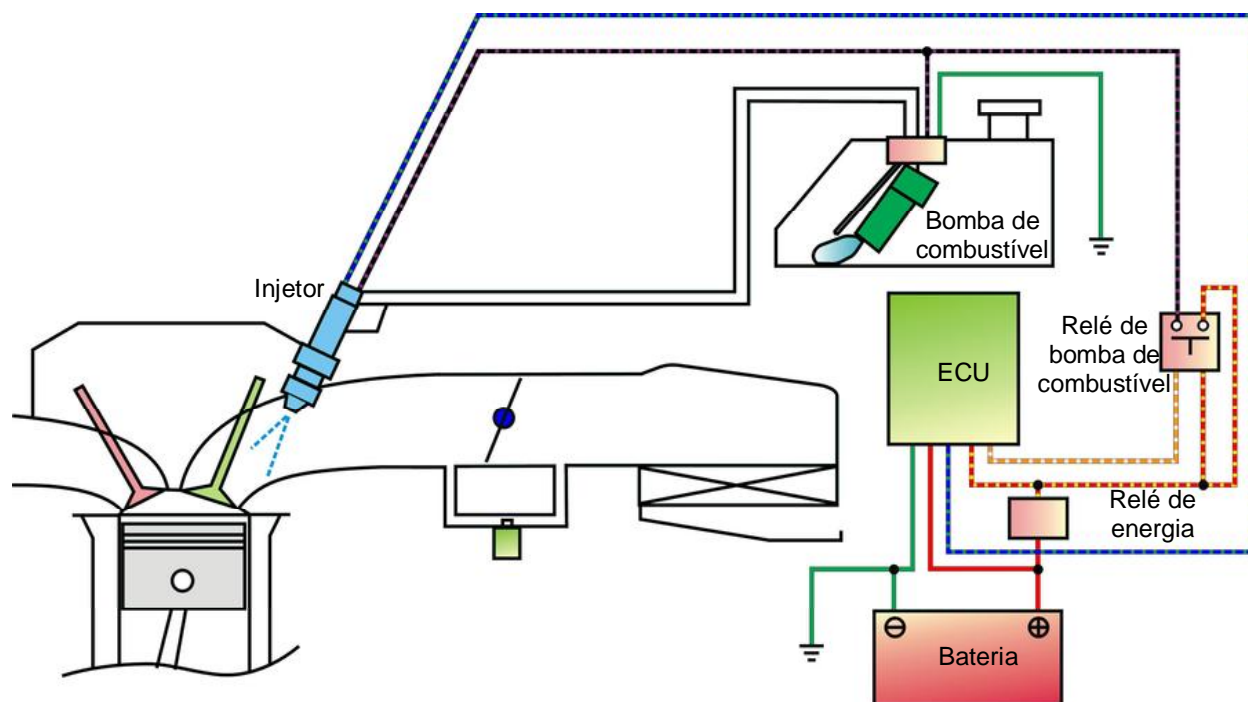 Bomba de
combustível
Injetor
ECU
Relé de
bomba de
combustível
Relé de
energia
Bateria